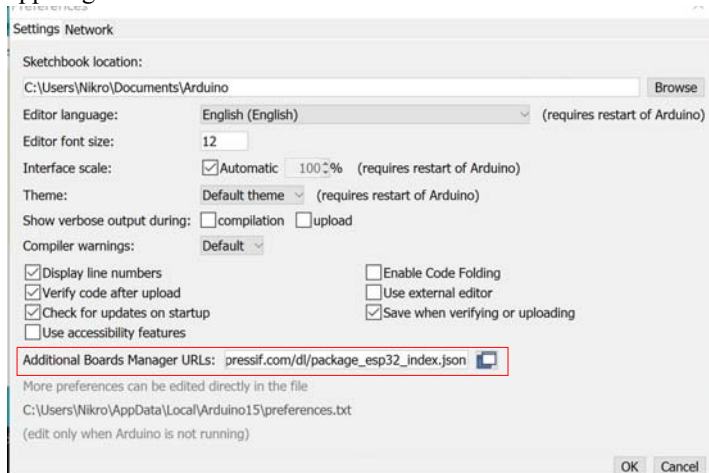 Preferences
Settings Network
Sketchbook location:
C:\Users\Nikro\Documents\Arduino Browse
Editor language: English (English) (requires restart of Arduino)
Editor font size: 12
Interface scale: Automatic 100 % (requires restart of Arduino)
Theme: Default theme (requires restart of Arduino)
Show verbose output during: compilation upload
Compiler warnings: Default
Display line numbers Enable Code Folding
Verify code after upload Use external editor
Check for updates on startup Save when verifying or uploading
Use accessibility features
Additional Boards Manager URLs: pressif.com/dl/package_esp32_index.json
More preferences can be edited directly in the file
C:\Users\Nikro\AppData\Local\Arduino15\preferences.txt
(edit only when Arduino is not running)
OK Cancel